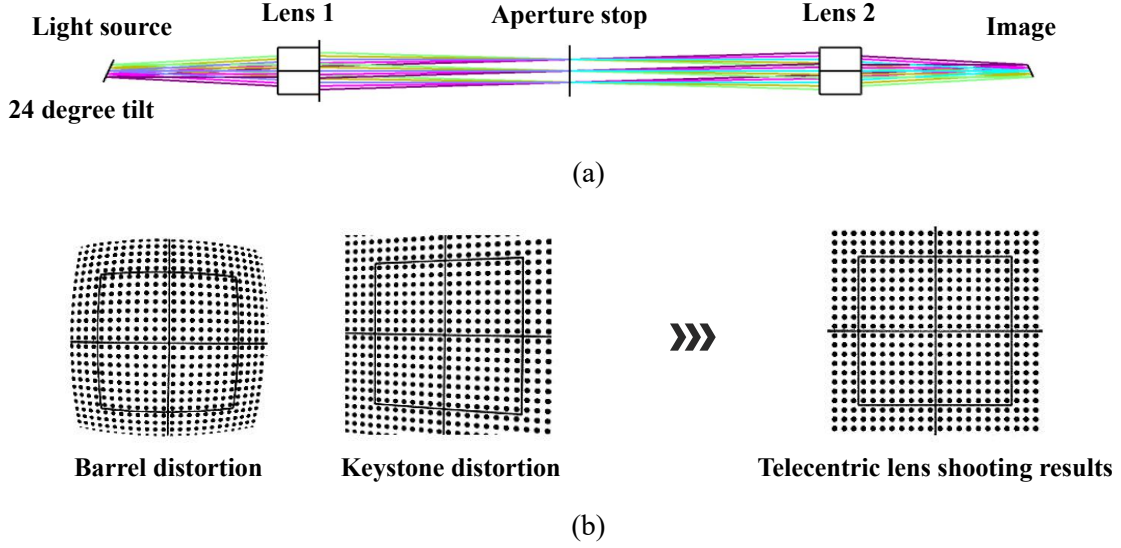 Light source
Lens 1
Aperture stop
Lens 2
Image
24 degree tilt
(a)
Barrel distortion
Keystone distortion
Telecentric lens shooting results
(b)